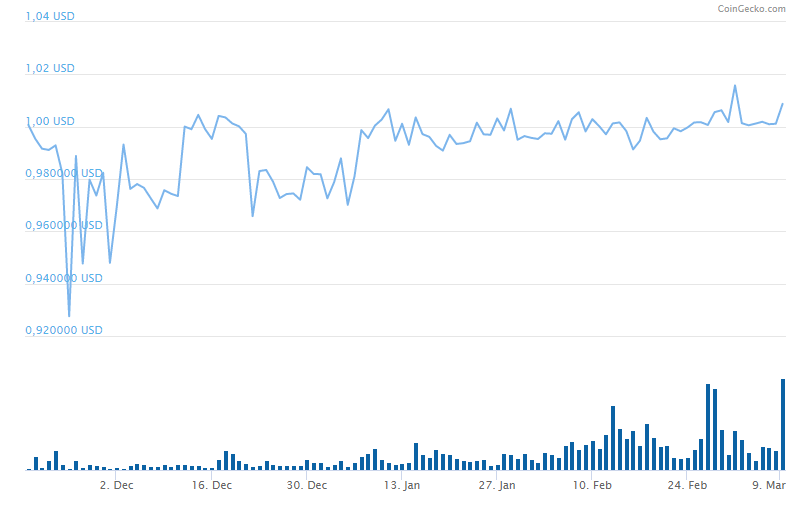 CoinGecko.com
1,04 USD
1,02 USD
1,00 USD
0,980000 USD
0,960000 USD
0,940000 USD
0,920000 USD
2. Dec 16. Dec 30. Dec 13. Jan 27. Jan 10. Feb 24. Feb 9. Mar